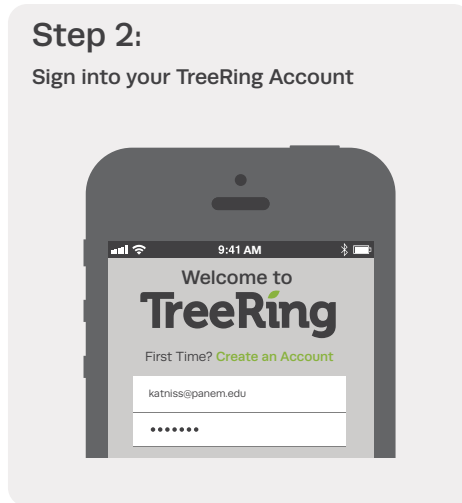 Step 2:
Sign into your TreeRing Account
9:41 AM
Welcome to
TreeRing
First Time? Create an Account
katniss@panem.edu
•••••••